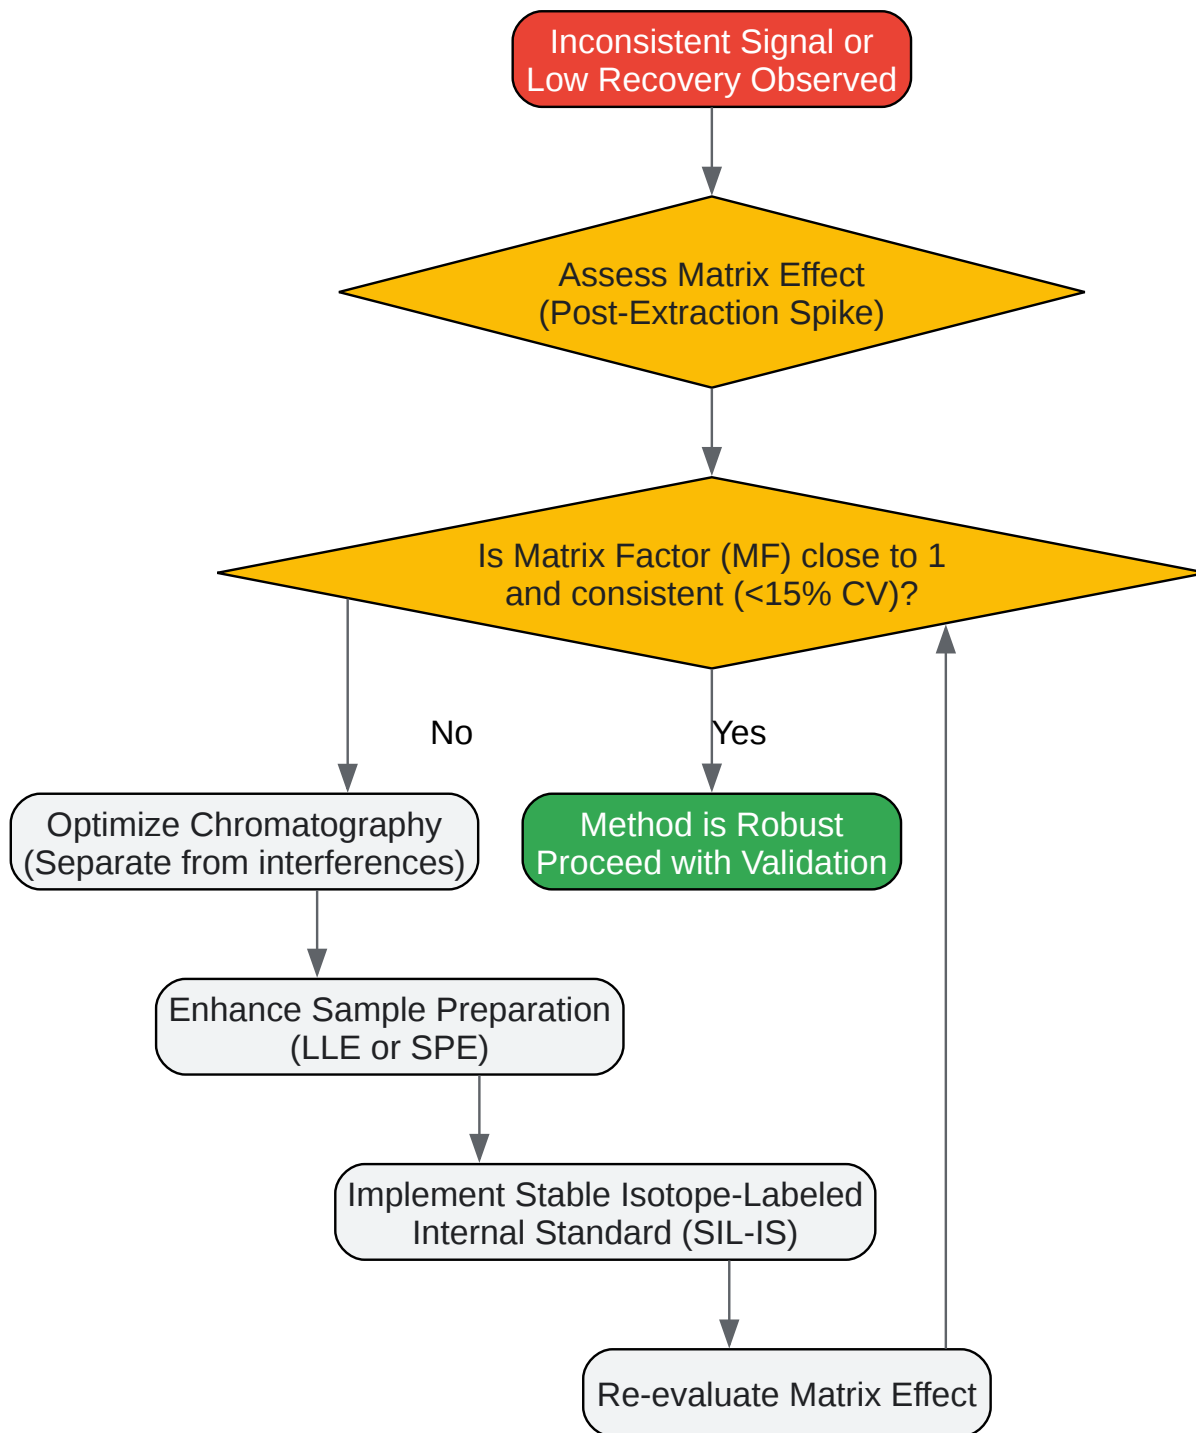 Inconsistent Signal or
Low Recovery Observed
Assess Matrix Effect
(Post-Extraction Spike)
Is Matrix Factor (MF) close to 1
and consistent (<15% CV)?
No
Yes
Optimize Chromatography
(Separate from interferences)
Method is Robust
Proceed with Validation
Enhance Sample Preparation
(LLE or SPE)
Implement Stable Isotope-Labeled
Internal Standard (SIL-IS)
Re-evaluate Matrix Effect